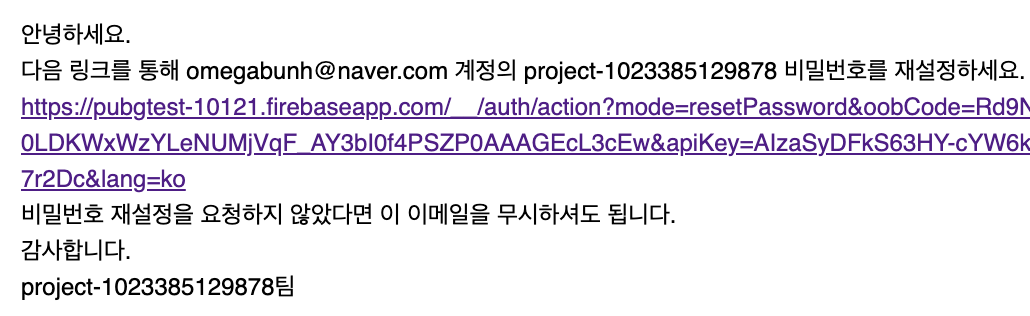 안녕하세요.
다음 링크를 통해 omegabunh@naver.com 계정의 project-1023385129878 비밀번호를 재설정하세요.
https://pubgtest-10121.firebaseapp.com/__/auth/action?mode=resetPassword&oobCode=Rd9N
0LDKWxWzYLeNUMjVqF_AY3bI0f4PSZP0AAAGEcL3cEw&apiKey=AIzaSyDFkS63HY-cYW6k
7r2Dc&lang=ko
비밀번호 재설정을 요청하지 않았다면 이 이메일을 무시하셔도 됩니다.
감사합니다.
project-1023385129878팀